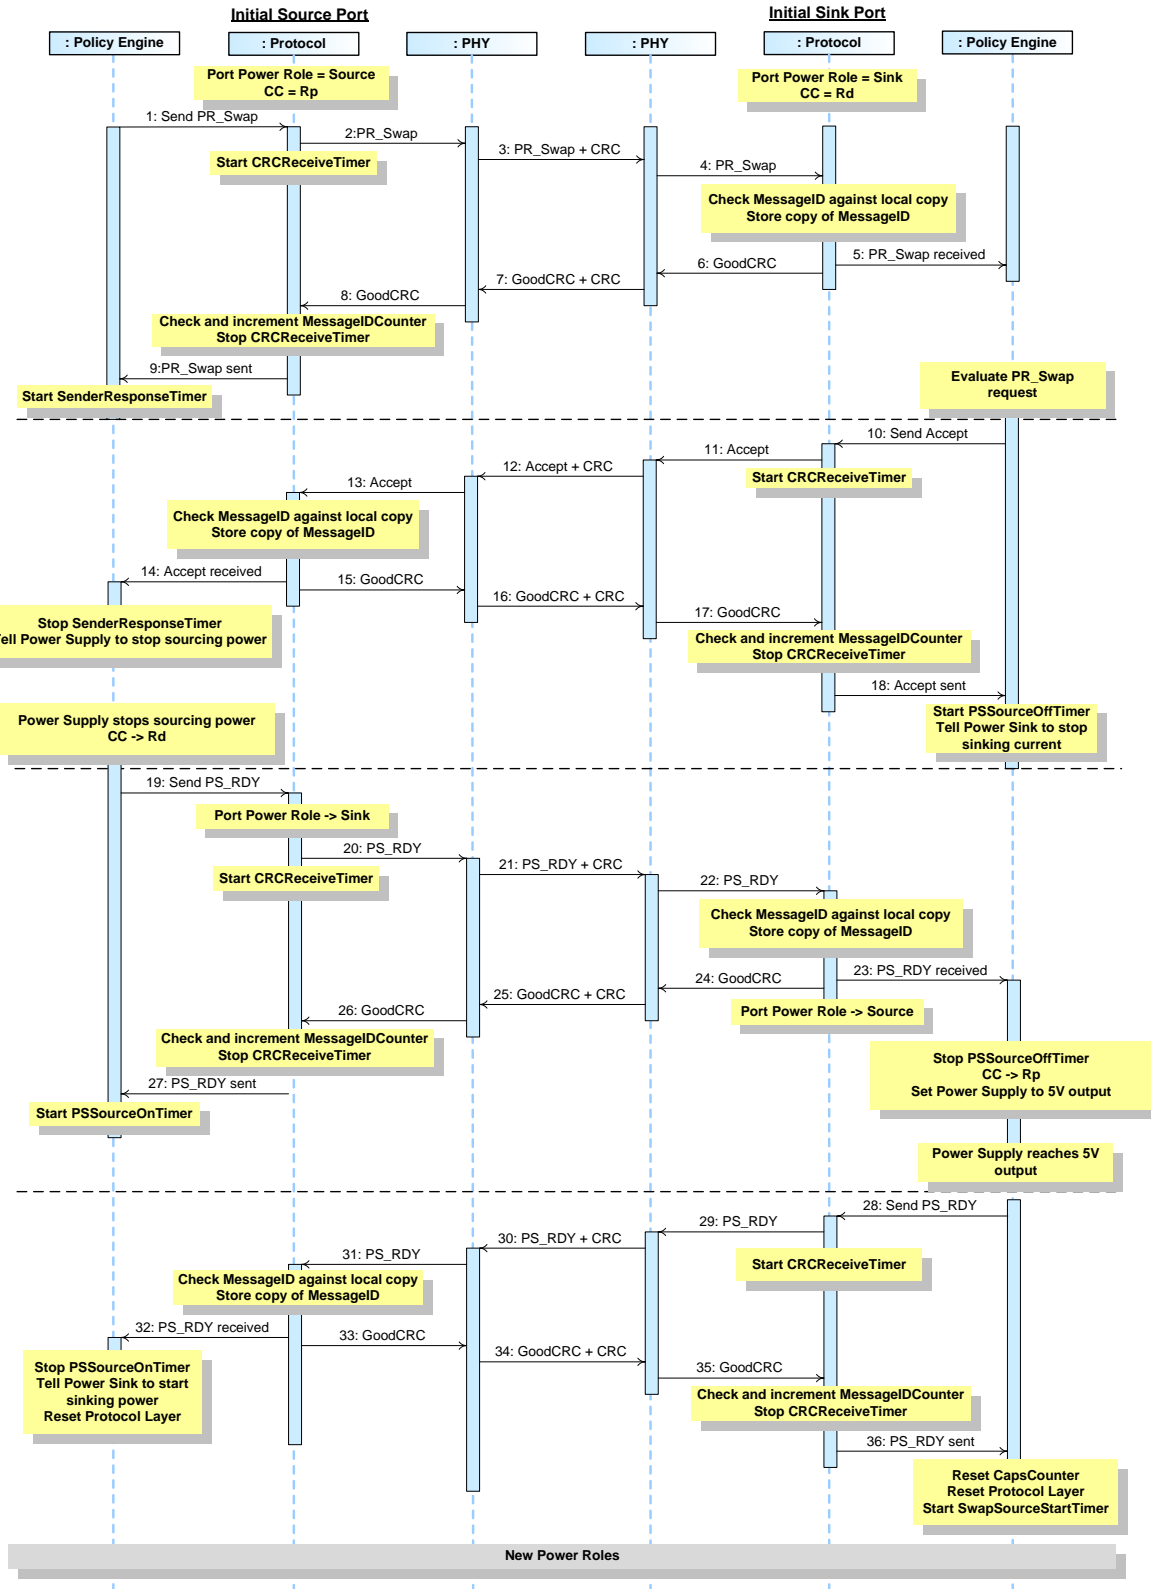 Initial Source Port
Initial Sink Port
: Policy Engine
: Protocol
: PHY
: PHY
: Protocol
: Policy Engine
Port Power Role = Source
CC = Rp
Port Power Role = Sink
CC = Rd
1: Send PR_Swap
2:PR_Swap
Start CRCReceiveTimer
3: PR_Swap + CRC
4: PR_Swap
Check MessageID against local copy
Store copy of MessageID
5: PR_Swap received
6: GoodCRC
7: GoodCRC + CRC
8: GoodCRC
Check and increment MessageIDCounter
Stop CRCReceiveTimer
9:PR_Swap sent
Start SenderResponseTimer
Evaluate PR_Swap
request
10: Send Accept
11: Accept
Start CRCReceiveTimer
12: Accept + CRC
13: Accept
Check MessageID against local copy
Store copy of MessageID
14: Accept received
15: GoodCRC
16: GoodCRC + CRC
17: GoodCRC
Stop SenderResponseTimer
ell Power Supply to stop sourcing power
Check and increment MessageIDCounter
Stop CRCReceiveTimer
18: Accept sent
Power Supply stops sourcing power
CC -> Rd
Start PSSourceOffTimer
Tell Power Sink to stop
sinking current
19: Send PS_RDY
Port Power Role -> Sink
20: PS_RDY
Start CRCReceiveTimer
21: PS_RDY + CRC
22: PS_RDY
Check MessageID against local copy
Store copy of MessageID
23: PS_RDY received
24: GoodCRC
25: GoodCRC + CRC
26: GoodCRC
Port Power Role -> Source
Check and increment MessageIDCounter
Stop CRCReceiveTimer
Stop PSSourceOffTimer
CC -> Rp
Set Power Supply to 5V output
27: PS_RDY sent
Start PSSourceOnTimer
Power Supply reaches 5V
output
28: Send PS_RDY
29: PS_RDY
30: PS_RDY + CRC
31: PS_RDY
Start CRCReceiveTimer
Check MessageID against local copy
Store copy of MessageID
32: PS_RDY received
33: GoodCRC
34: GoodCRC + CRC
35: GoodCRC
Stop PSSourceOnTimer
Tell Power Sink to start
sinking power
Reset Protocol Layer
Check and increment MessageIDCounter
Stop CRCReceiveTimer
36: PS_RDY sent
Reset CapsCounter
Reset Protocol Layer
Start SwapSourceStartTimer
New Power Roles